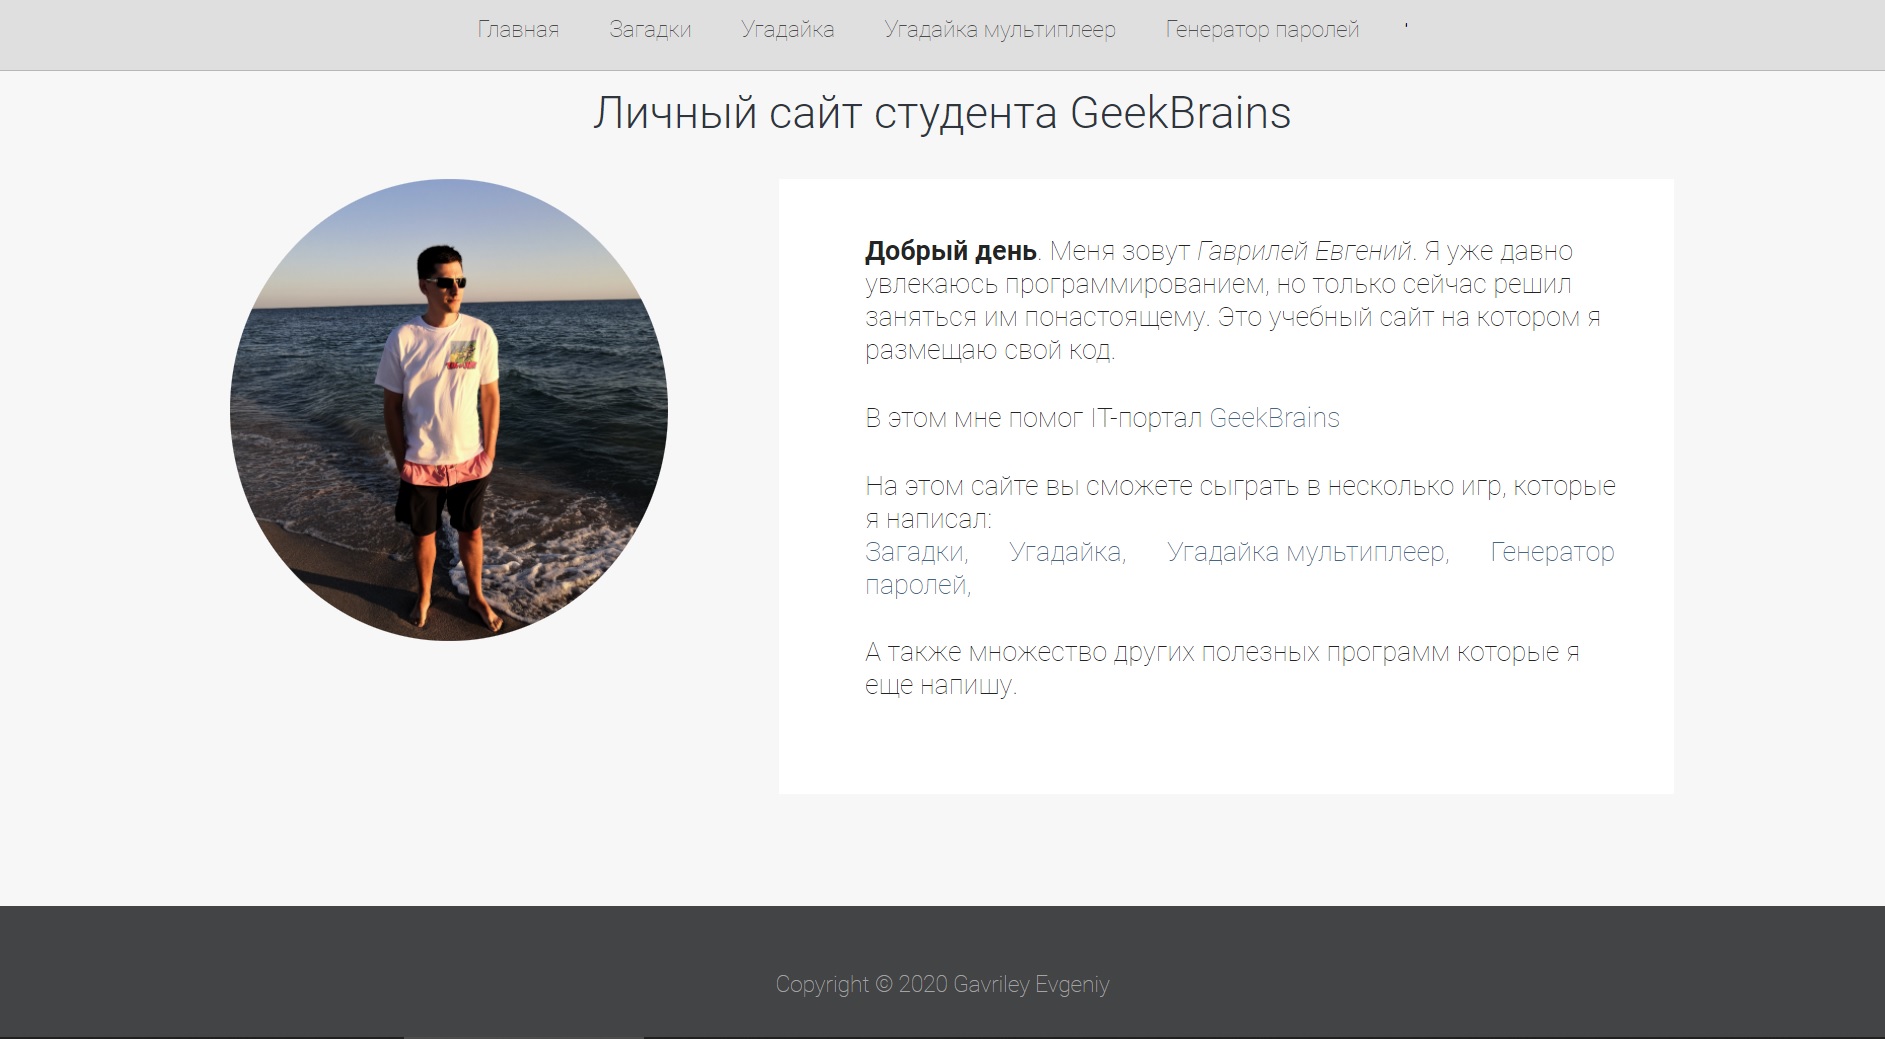 Главная Загадки Угадайка Угадайка мультиплеер Генератор паролей '
Личный сайт студента GeekBrains
Добрый день. Меня зовут Гаврилей Евгений. Я уже давно
увлекаюсь программированием, но только сейчас решил
заняться им понастоящему. Это учебный сайт на котором я
размещаю свой код.
В этом мне помог IT-портал GeekBrains
На этом сайте вы сможете сыграть в несколько игр, которые
я написал:
Загадки, Угадайка, Угадайка мультиплеер, Генератор
паролей,
А также множество других полезных программ которые я
еще напишу.
Copyright © 2020 Gavriley Evgeniy